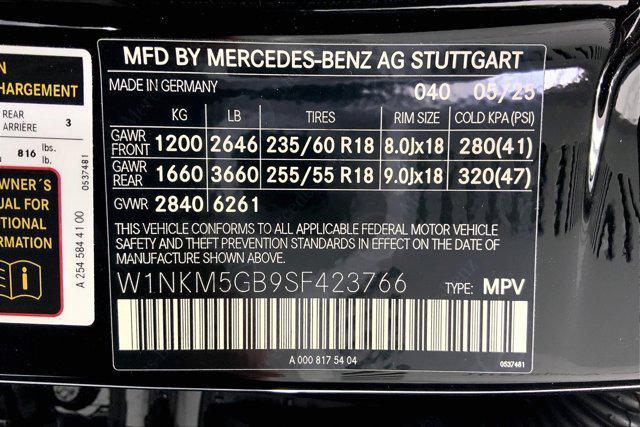 N
HARGEMENT
REAR
ARRIÈRE 3
816 lbs.
lb.
WNER´S
UAL FOR
ITIONAL
RMATION
A 254 584 41 00
0537481
MFD BY MERCEDES-BENZ AG STUTTGART
MADE IN GERMANY 040 05/25
KG LB TIRES RIM SIZE COLD KPA (PSI)
GAWR FRONT 1200 2646 235/60 R18 8.0Jx18 280(41)
GAWR REAR 1660 3660 255/55 R18 9.0Jx18 320(47)
GVWR 2840 6261
THIS VEHICLE CONFORMS TO ALL APPLICABLE FEDERAL MOTOR VEHICLE
SAFETY AND THEFT PREVENTION STANDARDS IN EFFECT ON THE DATE OF
MANUFACTURE SHOWN ABOVE.
W1NKM5GB9SF423766 TYPE: MPV
A 000 817 54 04
0537481